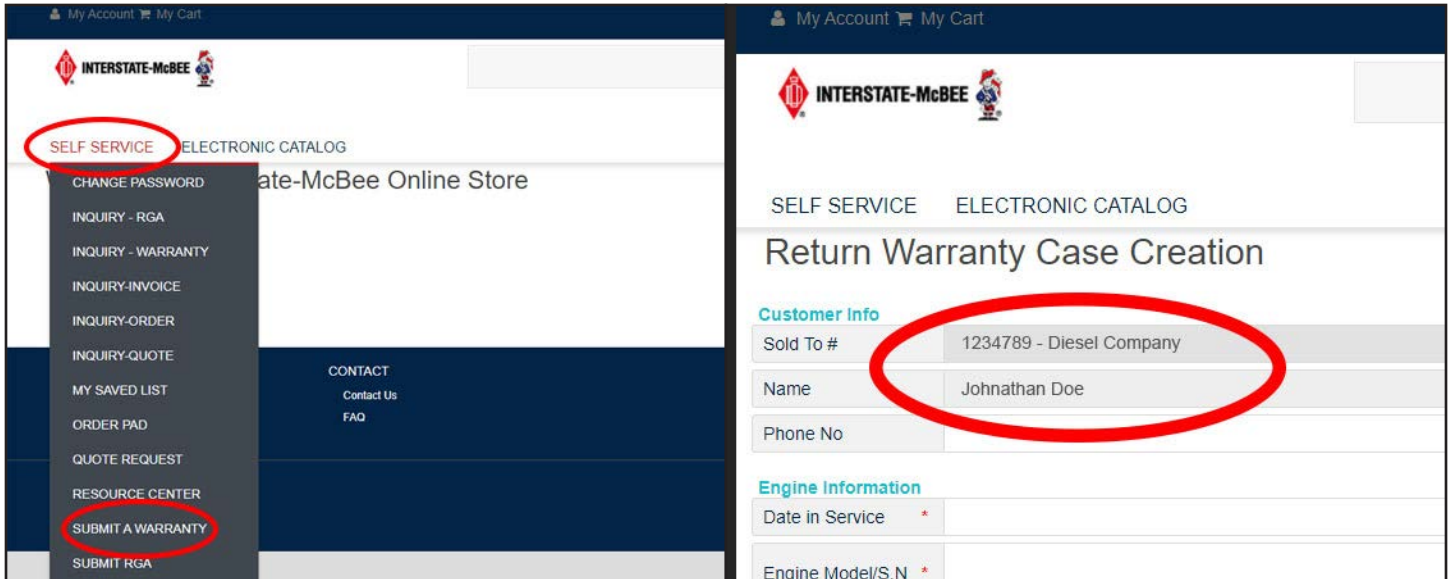 My Account My Cart
INTERSTATE-McBEE
SELF SERVICE ELECTRONIC CATALOG
ate-McBee Online Store
CHANGE PASSWORD
INQUIRY - RGA
INQUIRY - WARRANTY
INQUIRY-INVOICE
INQUIRY-ORDER
INQUIRY-QUOTE
MY SAVED LIST
ORDER PAD
QUOTE REQUEST
RESOURCE CENTER
SUBMIT A WARRANTY
SUBMIT RGA
CONTACT
Contact Us
FAQ
My Account My Cart
INTERSTATE-McBEE
SELF SERVICE ELECTRONIC CATALOG
Return Warranty Case Creation
Customer Info
Sold To # 1234789 - Diesel Company
Name Johnathan Doe
Phone No
Engine Information
Date in Service *
Engine Model/S.N *